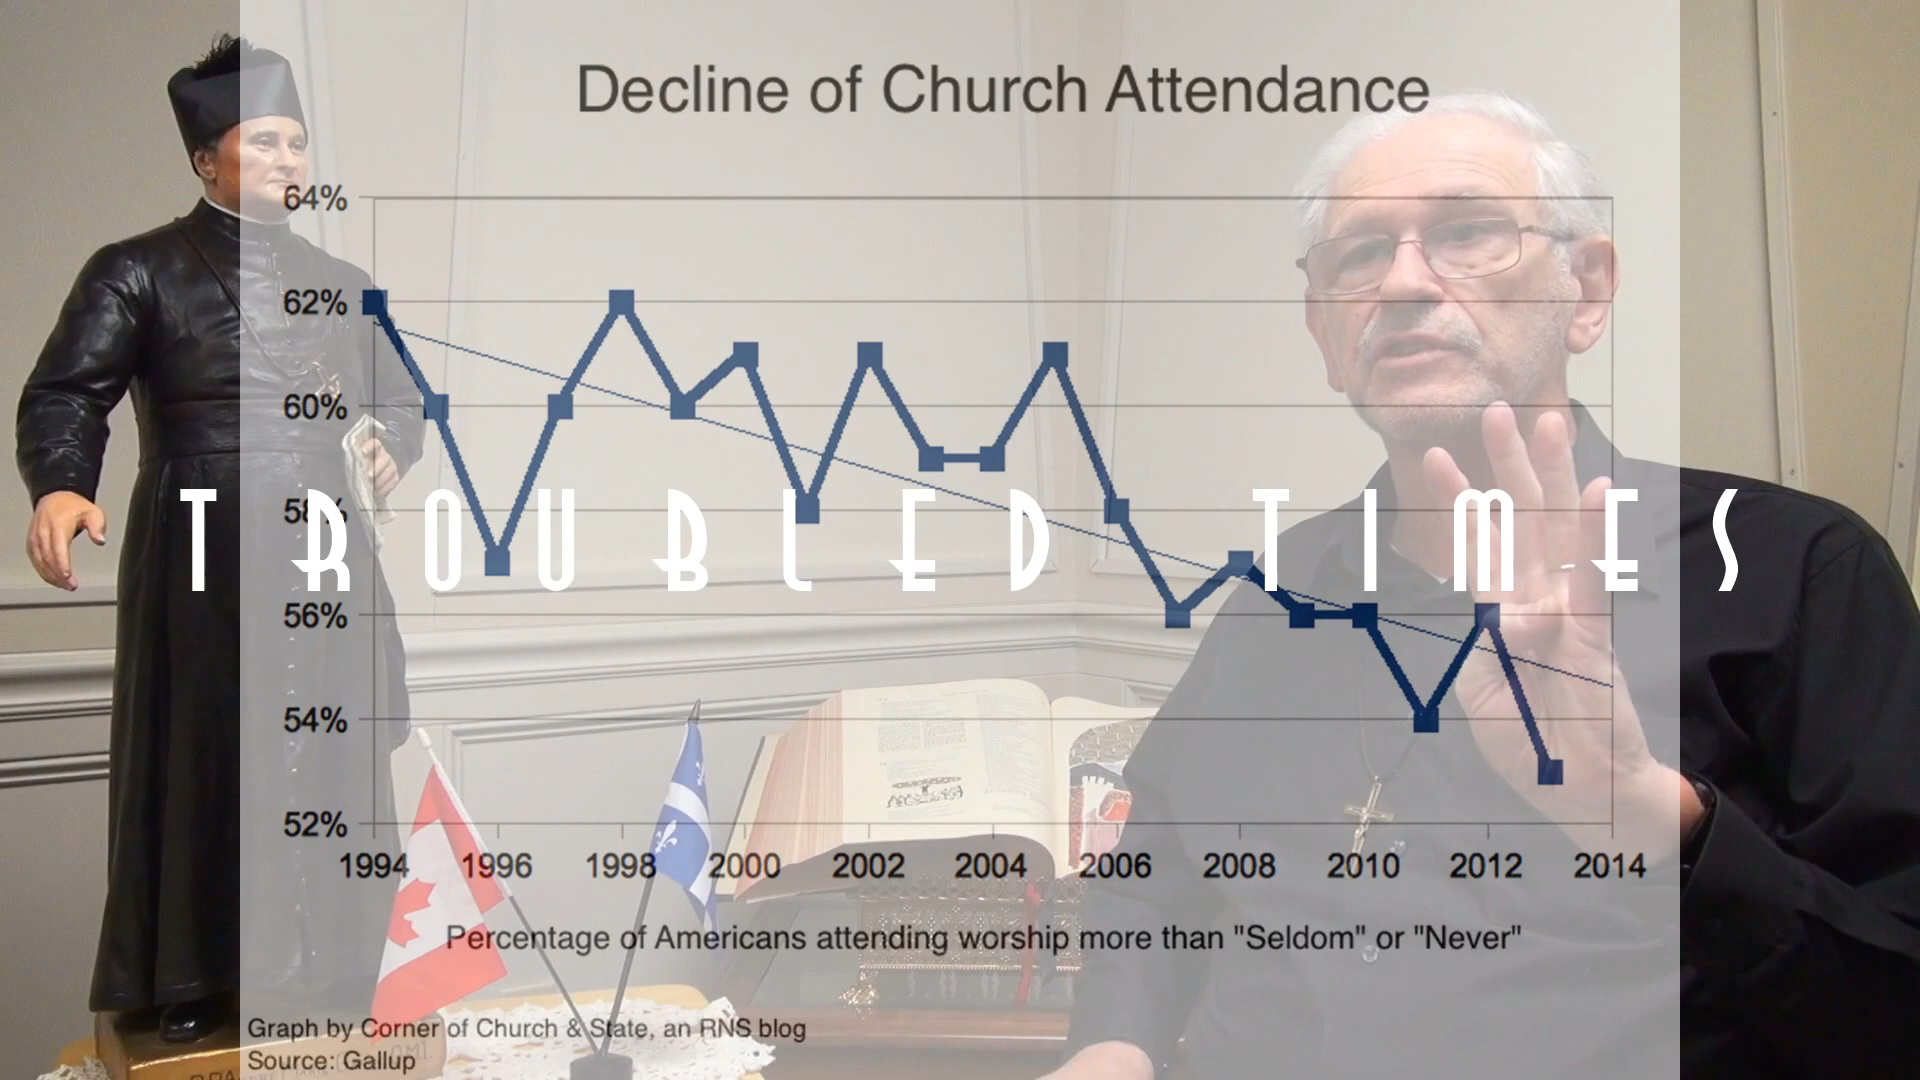 Decline of Church Attendance
64%
62%
60%
58%
56%
54%
52%
TROUBLED TIMES
1994 1996 1998 2000 2002 2004 2006 2008 2010 2012 2014
Percentage of Americans attending worship more than "Seldom" or "Never"
Graph by Corner of Church & State, an RNS blog
Source: Gallup